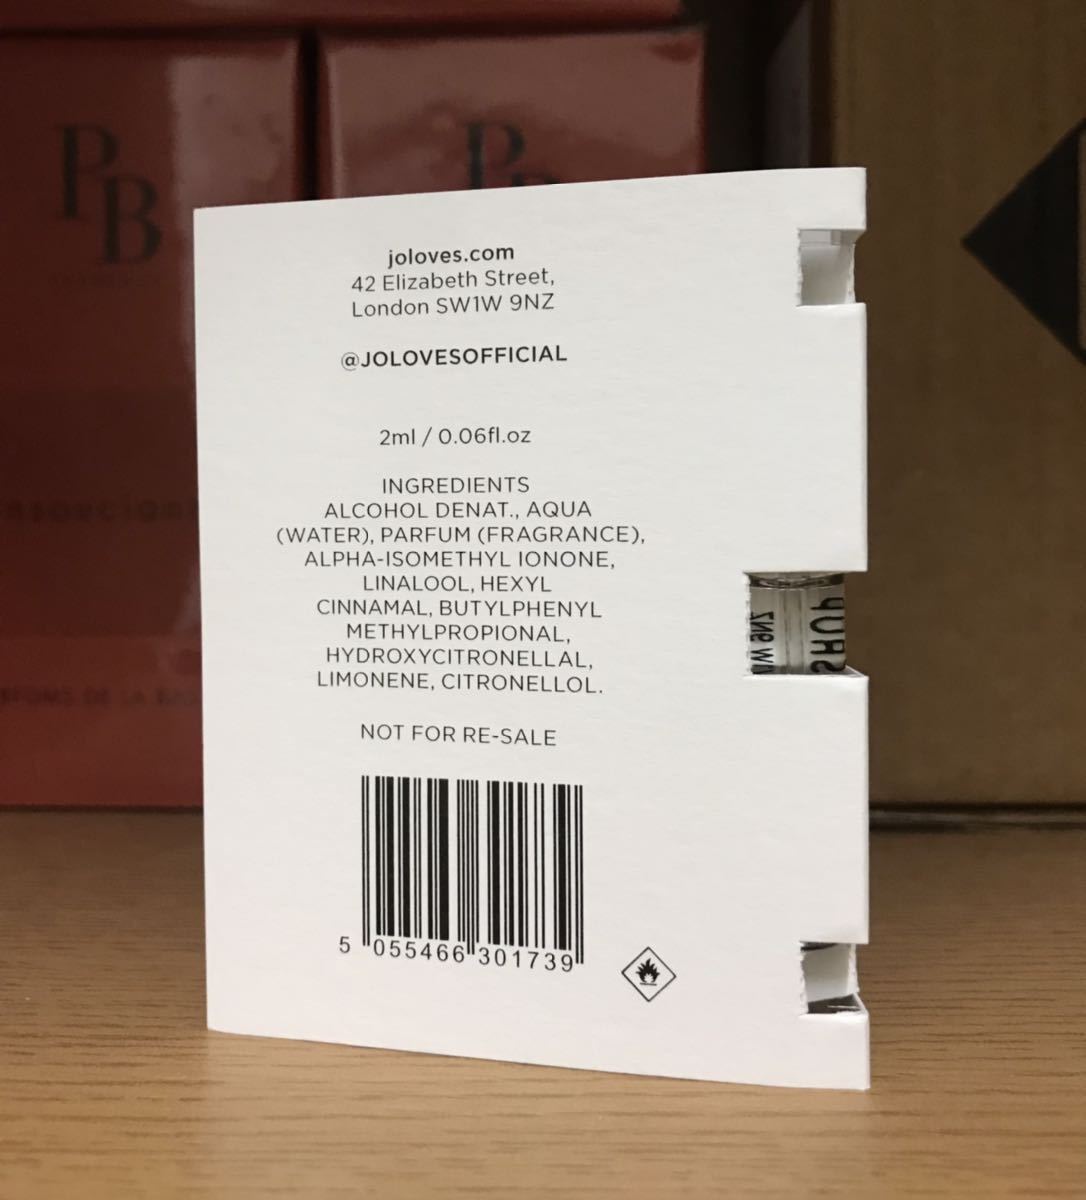 P
B
P
B
joloves.com
42 Elizabeth Street,
London SW1W 9NZ
@JOLOVESOFFICIAL
2ml / 0.06fl.oz
INGREDIENTS
ALCOHOL DENAT., AQUA
(WATER), PARFUM (FRAGRANCE),
ALPHA-ISOMETHYL IONONE,
LINALOOL, HEXYL
CINNAMAL, BUTYLPHENYL
METHYLPROPIONAL,
HYDROXYCITRONELLAL,
LIMONENE, CITRONELLOL.
NOT FOR RE-SALE
5 055466 301739